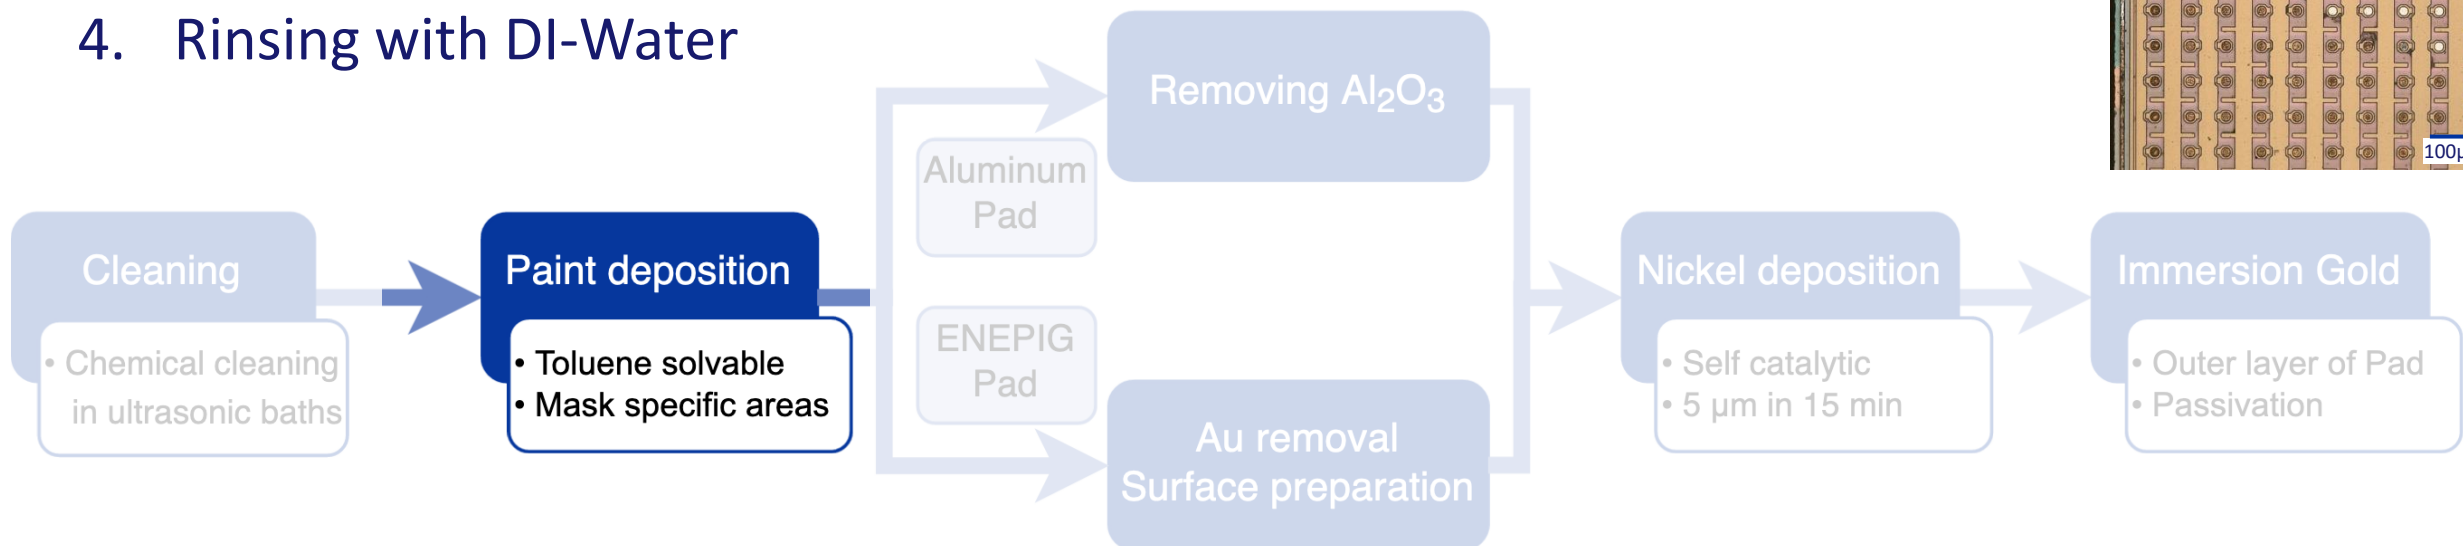 4. Rinsing with DI-Water
Removing Al₂O₃
100µ
Aluminum
Pad
Cleaning
• Chemical cleaning
in ultrasonic baths
Paint deposition
• Toluene solvable
• Mask specific areas
ENEPIG
Pad
Au removal
Surface preparation
Nickel deposition
• Self catalytic
• 5 µm in 15 min
Immersion Gold
• Outer layer of Pad
• Passivation